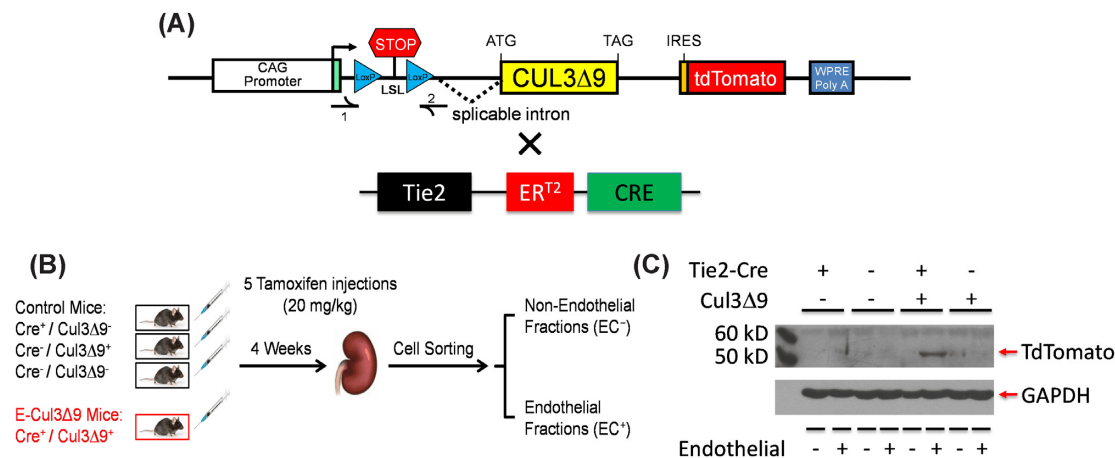 (A)
STOP
ATG
TAG
IRES
CAG
Promoter
LoxP
LSL
LoxP
CUL3Δ9
tdTomato
WPRE
Poly A
1
2
splicable intron
×
Tie2
ER^T2
CRE
(B)
Control Mice:
Cre⁺ / Cul3Δ9⁻
Cre⁻ / Cul3Δ9⁺
Cre⁻ / Cul3Δ9⁻
E-Cul3Δ9 Mice:
Cre⁺ / Cul3Δ9⁺
5 Tamoxifen injections
(20 mg/kg)
4 Weeks
Cell Sorting
Non-Endothelial
Fractions (EC⁻)
Endothelial
Fractions (EC⁺)
(C)
Tie2-Cre + - + -
Cul3Δ9 - - + +
60 kD
50 kD
TdTomato
GAPDH
Endothelial - + - + - + - +